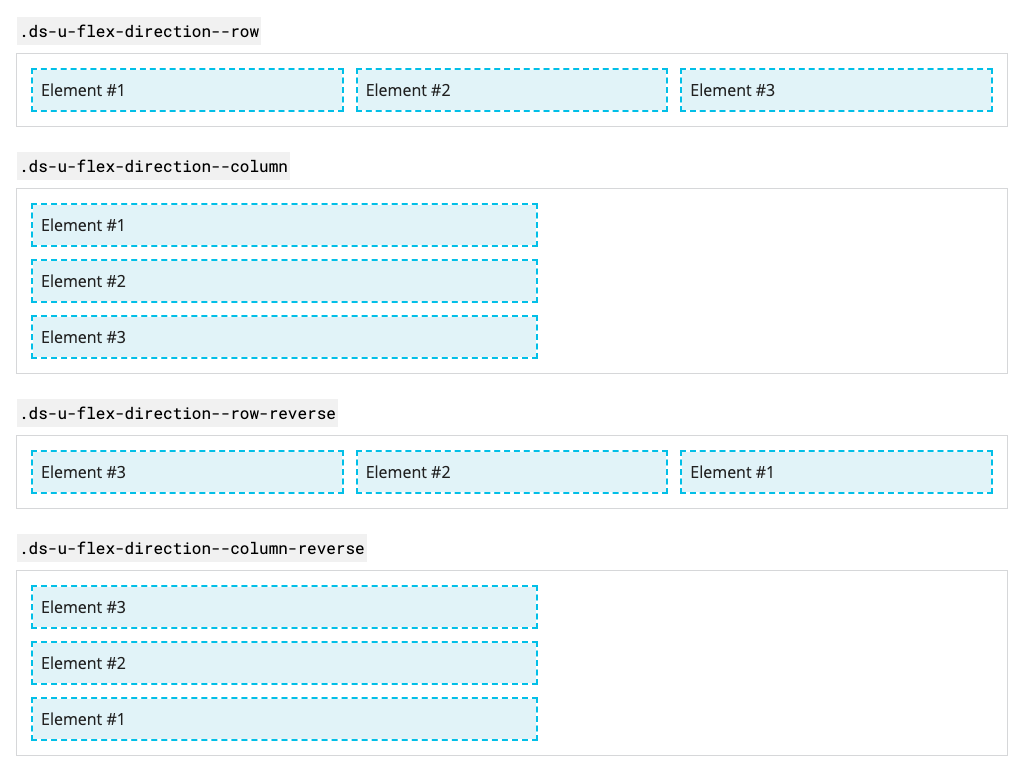 .ds-u-flex-direction--row
Element #1 Element #2 Element #3
.ds-u-flex-direction--column
Element #1
Element #2
Element #3
.ds-u-flex-direction--row-reverse
Element #3 Element #2 Element #1
.ds-u-flex-direction--column-reverse
Element #3
Element #2
Element #1